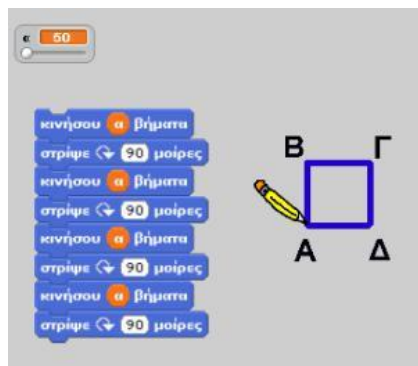 α 50
κινήσου α βήματα
στρίψε 90 μοίρες
κινήσου α βήματα
στρίψε 90 μοίρες
κινήσου α βήματα
στρίψε 90 μοίρες
κινήσου α βήματα
στρίψε 90 μοίρες
Β Γ
Α Δ